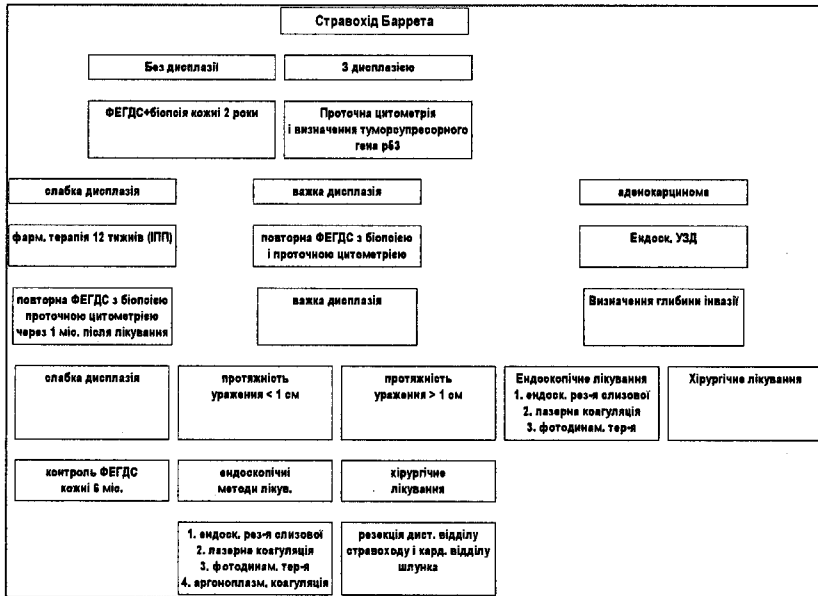 Стравохід Баррета
Без дисплазії
З дисплазією
ФЕГДС+біопсія кожні 2 роки
Проточна цитометрія
і визначення туморсупресорного
гена р53
слабка дисплазія
важка дисплазія
аденокарцинома
фарм. терапія 12 тижнів (ІПП)
повторна ФЕГДС з біопсією
і проточною цитометрією
Ендоск. УЗД
повторна ФЕГДС з біопсією
проточною цитометрією
через 1 міс. після лікування
важка дисплазія
Визначення глибини інвазії
слабка дисплазія
протяжність
ураження < 1 см
протяжність
ураження > 1 см
Ендоскопічне лікування
1. ендоск. рез-я слизової
2. лазерна коагуляція
3. фотодинам. тер-я
Хірургічне лікування
контроль ФЕГДС
кожні 6 міс.
ендоскопічні
методи лікув.
хірургічне
лікування
1. ендоск. рез-я слизової
2. лазерна коагуляція
3. фотодинам. тер-я
4. аргоноплазм. коагуляція
резекція дист. відділу
стравоходу і кард. відділу
шлунка